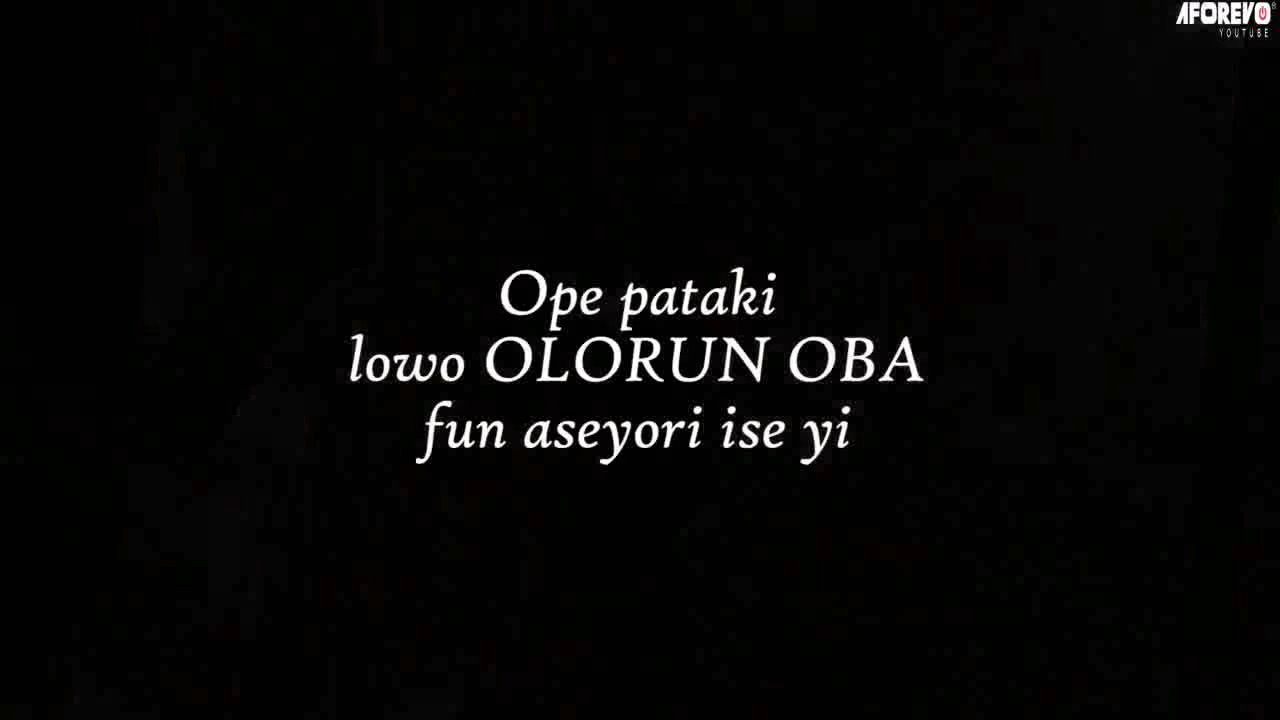 AFOREVO
YOUTUBE
Ope pataki
lowo OLORUN OBA
fun aseyori ise yi